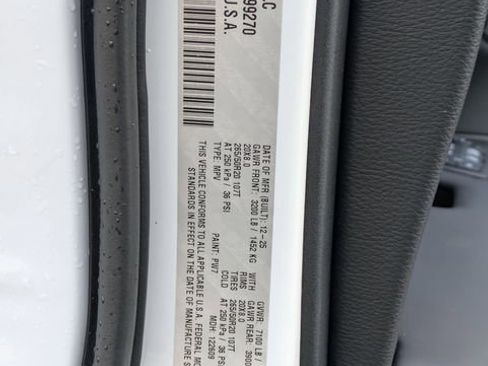 LC
99270
U.S.A.
DATE OF MFR (BUILT): 12-25 GVWR: 7100 LB /
GAWR FRONT: 3200 LB / 1452 KG WITH GAWR REAR: 3900
20X8.0 RIMS 20X8.0
265/50R20 107T TIRES 265/50R20 107T
AT 250 kPa / 36 PSI COLD AT 250 kPa / 36 PSI
TYPE: MPV PAINT: PW7 MDH: 122609
THIS VEHICLE CONFORMS TO ALL APPLICABLE U.S.A. FEDERAL MO
STANDARDS IN EFFECT ON THE DATE OF MANUFACTURE S